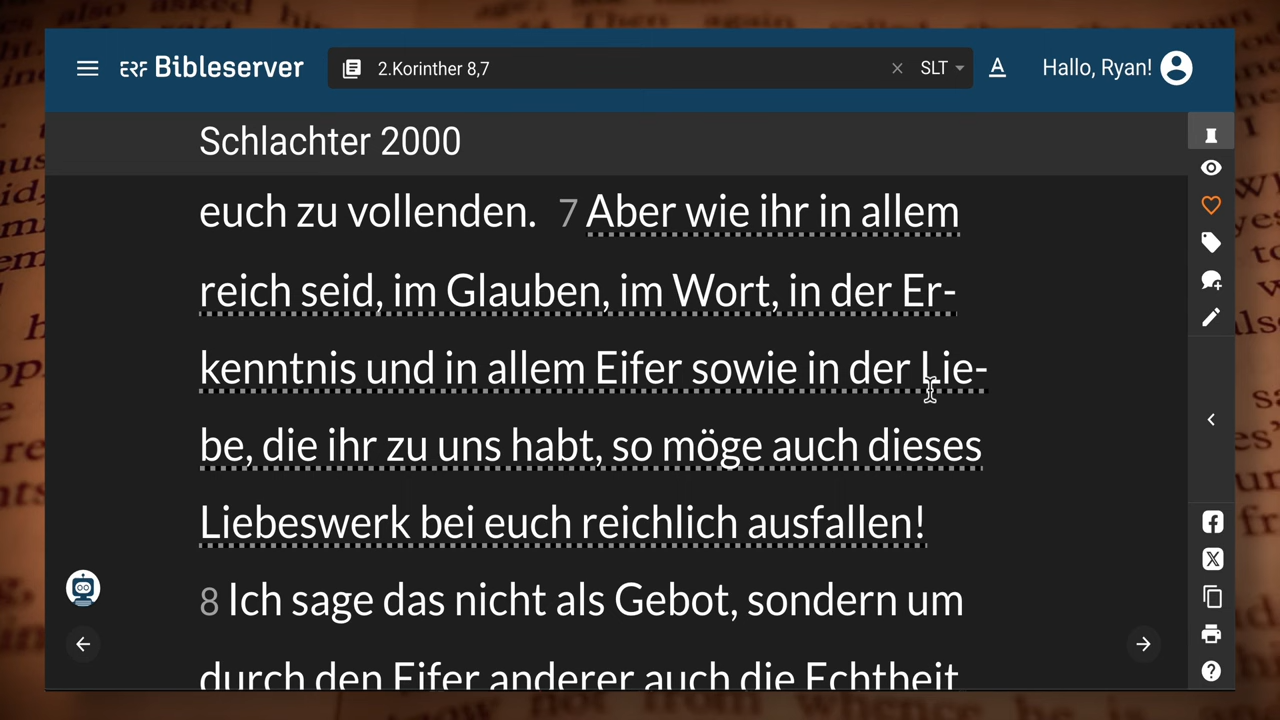 ERF Bibleserver
2.Korinther 8,7
SLT
A
Hallo, Ryan!
Schlachter 2000
euch zu vollenden. 7 Aber wie ihr in allem
reich seid, im Glauben, im Wort, in der Er-
kenntnis und in allem Eifer sowie in der Lie-
be, die ihr zu uns habt, so möge auch dieses
Liebeswerk bei euch reichlich ausfallen!
8 Ich sage das nicht als Gebot, sondern um
durch den Eifer anderer auch die Echtheit